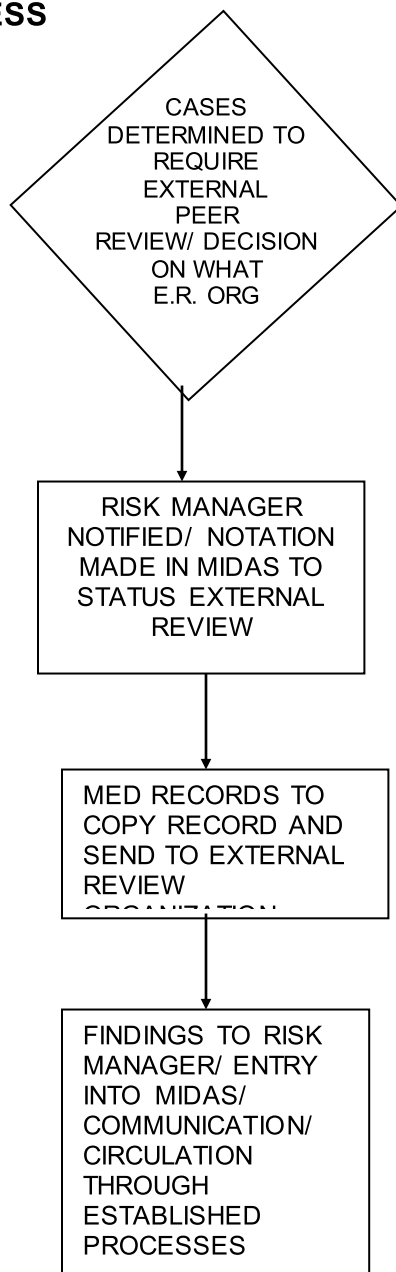 ESS
CASES
DETERMINED TO
REQUIRE
EXTERNAL
PEER
REVIEW/ DECISION
ON WHAT
E.R. ORG
RISK MANAGER
NOTIFIED/ NOTATION
MADE IN MIDAS TO
STATUS EXTERNAL
REVIEW
MED RECORDS TO
COPY RECORD AND
SEND TO EXTERNAL
REVIEW
ORGANIZATION
FINDINGS TO RISK
MANAGER/ ENTRY
INTO MIDAS/
COMMUNICATION/
CIRCULATION
THROUGH
ESTABLISHED
PROCESSES